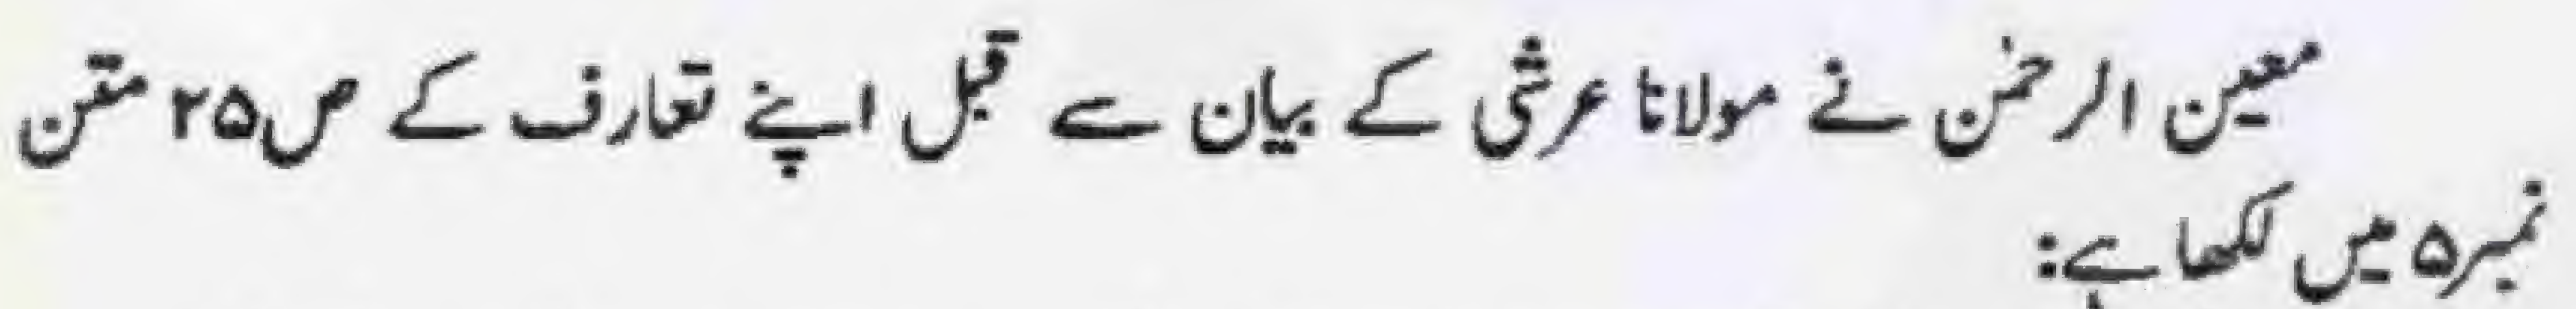 معین الرحمٰن نے مولانا عرشی کے بیان سے قبل اپنے تعارف کے ص۲۵ متن
نمبر۵ میں لکھا ہے: